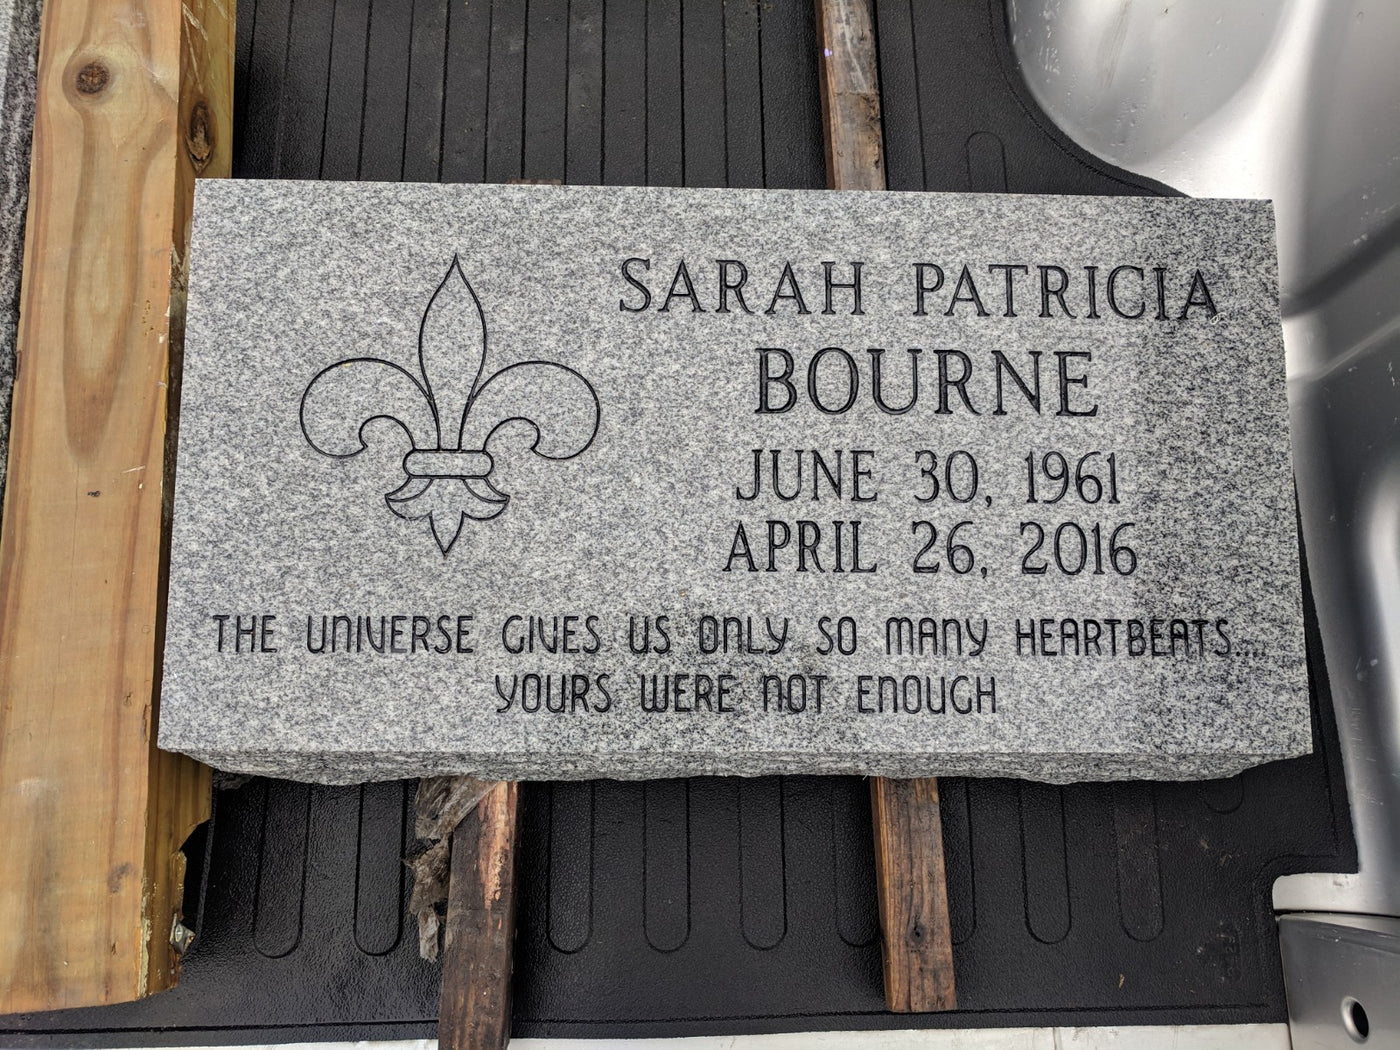 SARAH PATRICIA
BOURNE
JUNE 30, 1961
APRIL 26, 2016
THE UNIVERSE GIVES US ONLY SO MANY HEARTBEATS....
YOURS WERE NOT ENOUGH